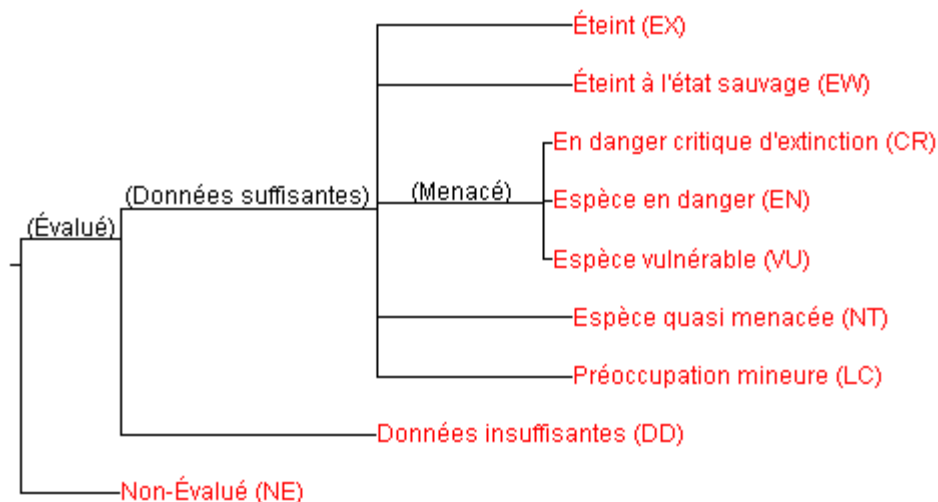 Éteint (EX)
Éteint à l'état sauvage (EW)
En danger critique d'extinction (CR)
(Données suffisantes)
(Menacé)
Espèce en danger (EN)
(Évalué)
Espèce vulnérable (VU)
Espèce quasi menacée (NT)
Préoccupation mineure (LC)
Données insuffisantes (DD)
Non-Évalué (NE)